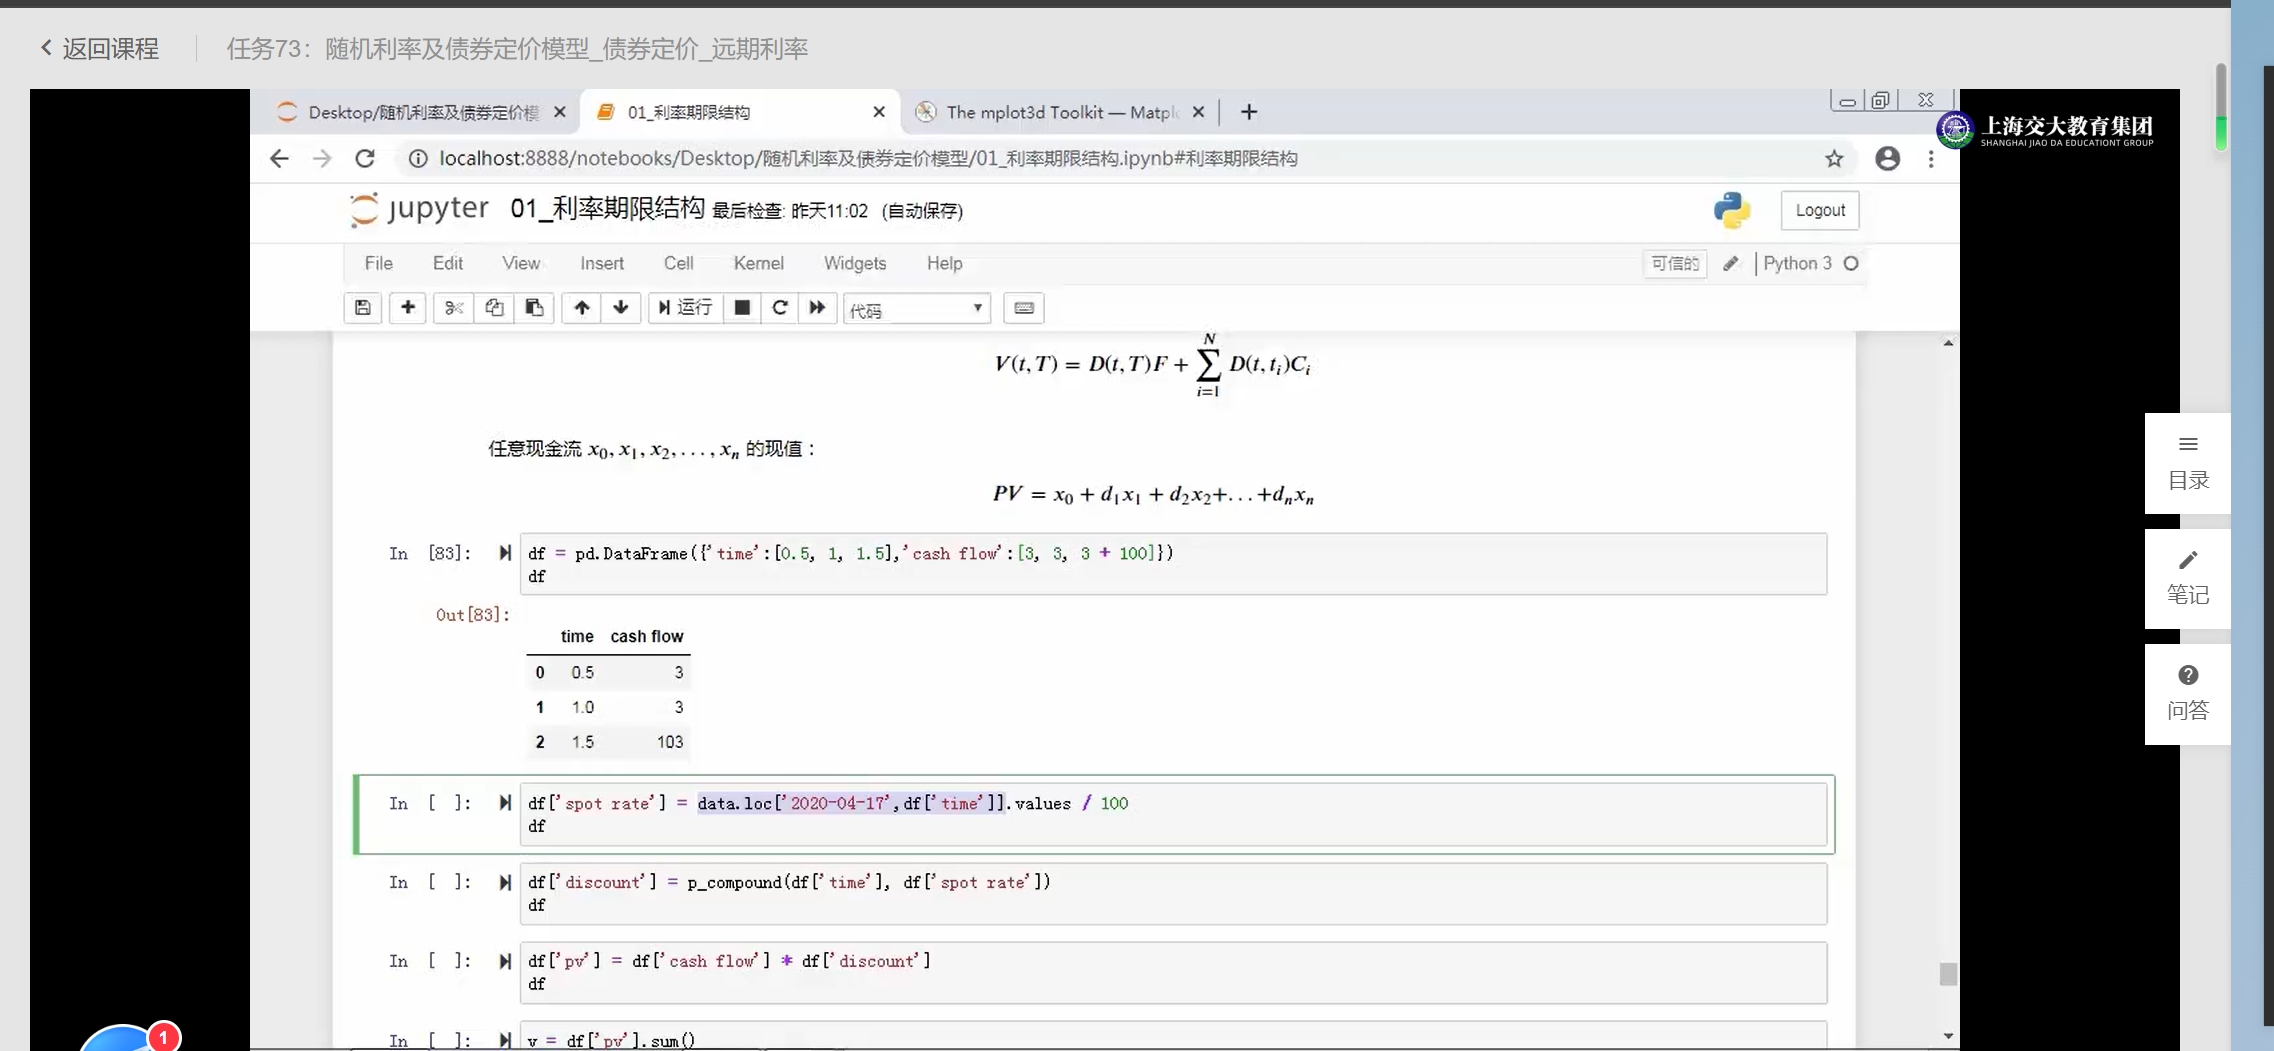 返回课程 任务73：随机利率及债券定价模型_债券定价_远期利率
Desktop/随机利率及债券定价模 01_利率期限结构 The mplot3d Toolkit — Matpl
localhost:8888/notebooks/Desktop/随机利率及债券定价模型/01_利率期限结构.ipynb#利率期限结构
上海交大教育集团
SHANGHAI JIAO DA EDUCATIONT GROUP
jupyter 01_利率期限结构 最后检查: 昨天11:02 (自动保存)
Logout
File Edit View Insert Cell Kernel Widgets Help 可信的 Python 3
运行 代码
V(t, T) = D(t, T)F + ∑_{i=1}^{N} D(t, t_i)C_i
任意现金流 x_0, x_1, x_2, . . . , x_n 的现值：
PV = x_0 + d_1x_1 + d_2x_2+. . .+d_nx_n
In [83]: df = pd.DataFrame({'time':[0.5, 1, 1.5],'cash flow':[3, 3, 3 + 100]})
df
Out[83]:
time cash flow
0 0.5 3
1 1.0 3
2 1.5 103
In [ ]: df['spot rate'] = data.loc['2020-04-17',df['time']].values / 100
df
In [ ]: df['discount'] = p_compound(df['time'], df['spot rate'])
df
In [ ]: df['pv'] = df['cash flow'] * df['discount']
df
In [ ]: v = df['pv'].sum()
目录
笔记
问答
1